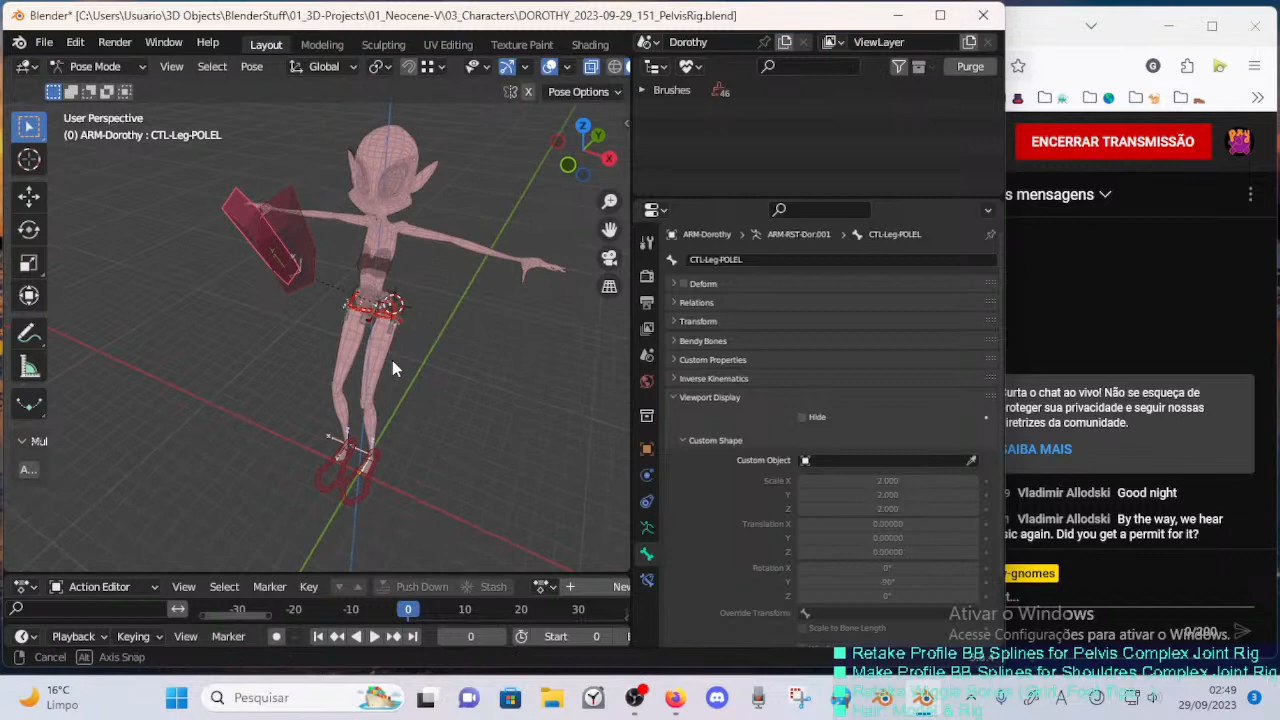 Blender* [C:\Users\Usuario\3D Objects\BlenderStuff\01_3D-Projects\01_Neocene-V\03_Characters\DOROTHY_2023-09-29_151_PelvisRig.blend]
File Edit Render Window Help Layout Modeling Sculpting UV Editing Texture Paint Shading
Dorothy ViewLayer
Pose Mode View Select Pose Global
Purge
X Pose Options
Brushes 46
User Perspective
(0) ARM-Dorothy : CTL-Leg-POLEL
Z Y X
ENCERRAR TRANSMISSÃO
s mensagens
ARM-Dorothy ARM-RST-Dor.001 CTL-Leg-POLEL
CTL-Leg-POLEL
Deform
Relations
Transform
Bendy Bones
Custom Properties
Inverse Kinematics
Viewport Display
Hide
Custom Shape
Custom Object
Scale X 2.000
Y 2.000
Z 2.000
Translation X 0.00000
Y 0.00000
Z 0.00000
Rotation X 0°
Y -90°
Z 0°
Override Transform
Scale to Bone Length
Mul
A...
urta o chat ao vivo! Não se esqueça de
roteger sua privacidade e seguir nossas
iretrizes da comunidade.
SAIBA MAIS
9 Vladimir Allodski Good night
Vladimir Allodski By the way, we hear
sic again. Did you get a permit for it?
y-gnomes
t...
0/200
Action Editor View Select Marker Key Push Down Stash New
-30 -20 -10 0 10 20 30
Playback Keying View Marker 0 Start 0
Cancel Alt Axis Snap
Ativar o Windows
Acesse Configurações para ativar o Windows.
Retake Profile BB Splines for Pelvis Complex Joint Rig
Make Profile BB Splines for Shouldres Complex Joint Rig
Hair: Model & Rig
16°C
Limpo
Pesquisar
02:49
29/09/2023
3